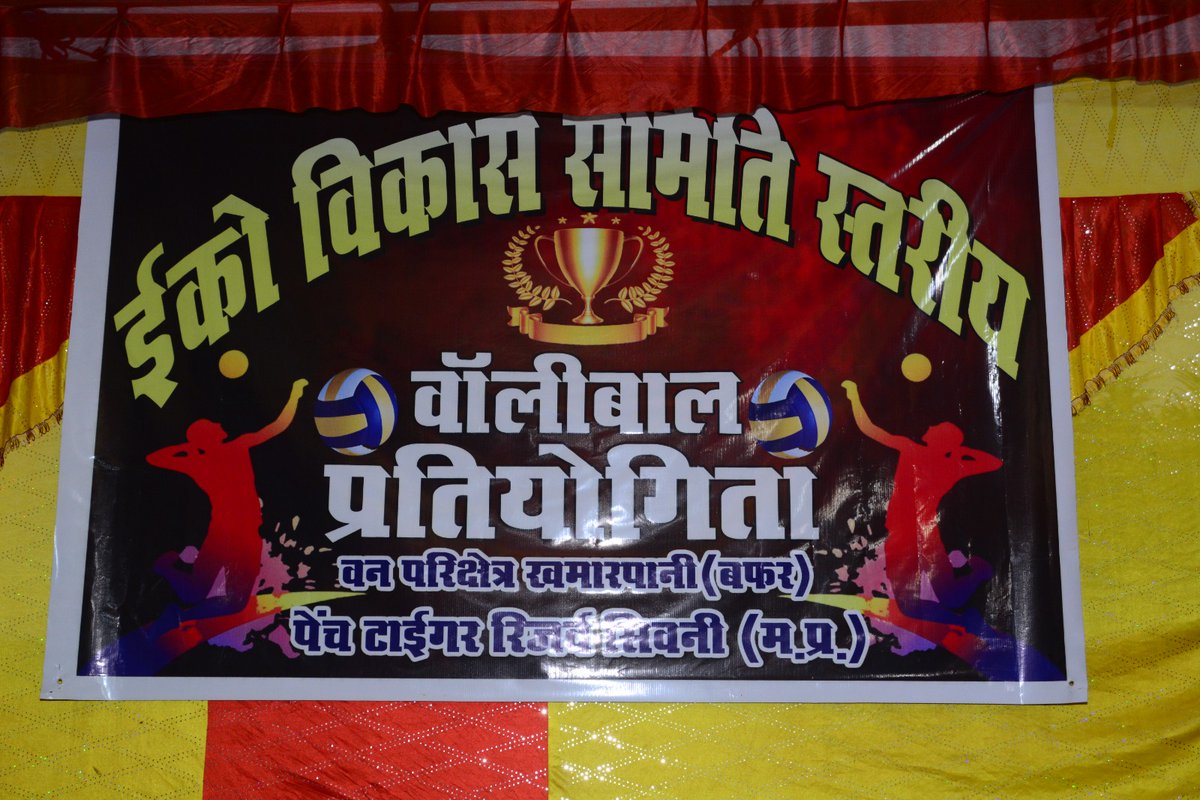 ईको विकास समिति स्तरीय
वॉलीबाल
प्रतियोगिता
वन परिक्षेत्र खमारपानी (बफर)
पेंच टाईगर रिजर्व सिवनी (म.प्र.)